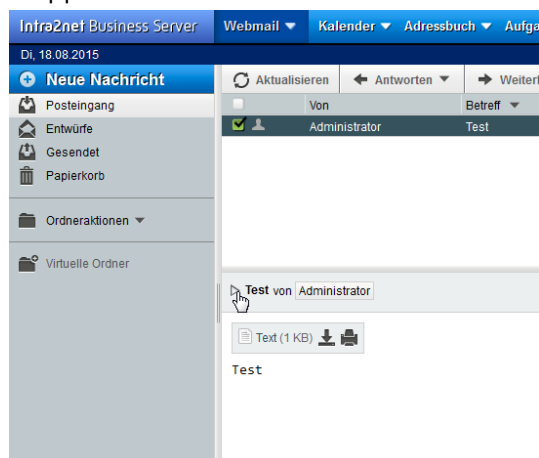 Intra2net Business Server
Webmail Kalender Adressbuch
Di, 18.08.2015
Neue Nachricht
Aktualisieren Antworten
Posteingang
Von Betreff
Entwürfe
Administrator Test
Gesendet
Papierkorb
Ordneraktionen
Virtuelle Ordner
Test von Administrator
Text (1 KB)
Test